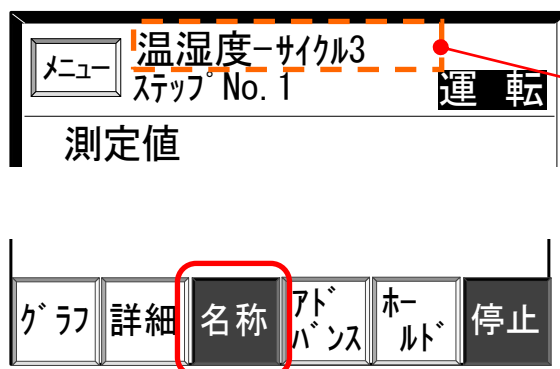 メニュー
温湿度-サイクル3
ステップ No. 1
運 転
測定値
グラフ
詳細
名称
アド
バンス
ホー
ルド
停止